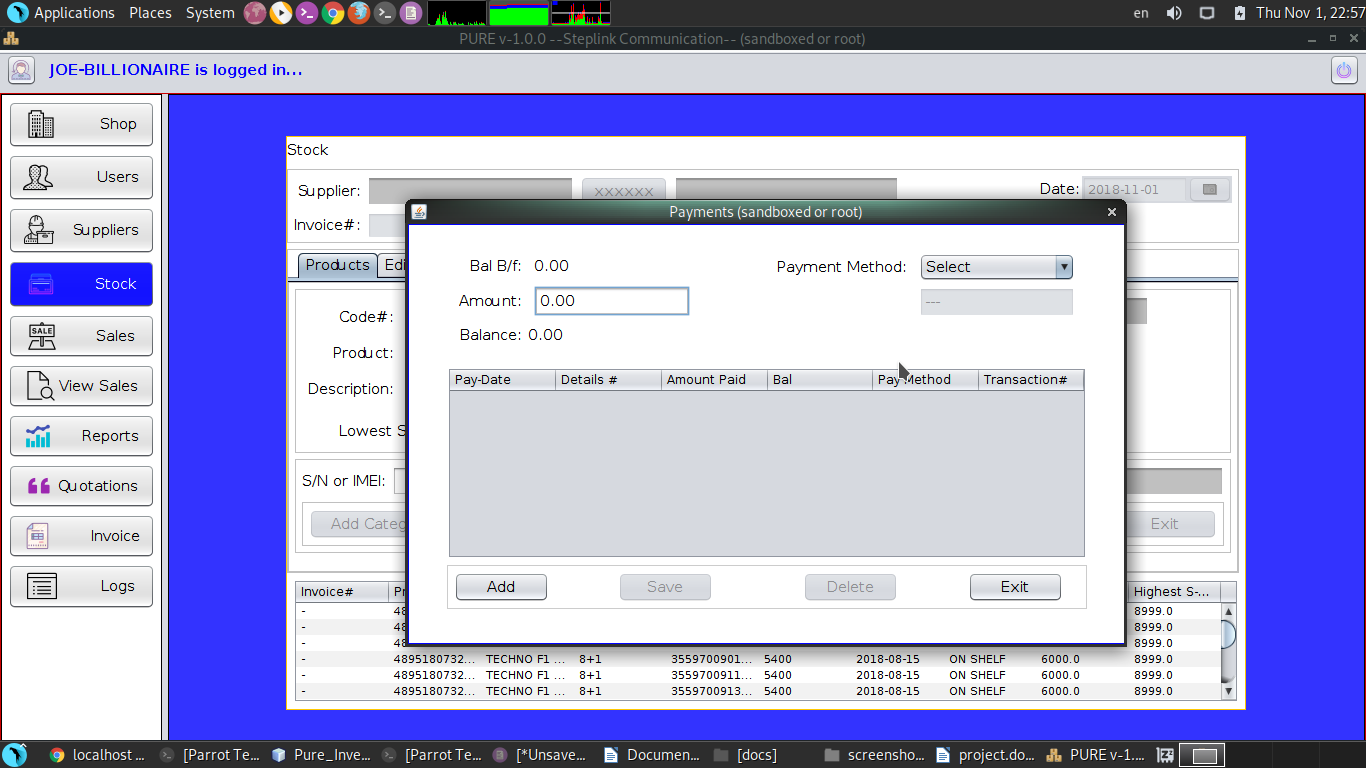 Applications Places System en Thu Nov 1, 22:57
PURE v-1.0.0 --Steplink Communication-- (sandboxed or root)
JOE-BILLIONAIRE is logged in...
Shop
Users
Suppliers
Stock
Sales
SALE
View Sales
Reports
Quotations
Invoice
Logs
Stock
Supplier: xxxxxx Date: 2018-11-01
Invoice#:
Products Edi
Code#:
Product:
Description:
Lowest S
S/N or IMEI:
Add Categ Exit
Payments (sandboxed or root)
Bal B/f: 0.00 Payment Method: Select
Amount: 0.00 ---
Balance: 0.00
Pay-Date Details # Amount Paid Bal Pay Method Transaction#
Add Save Delete Exit
Invoice# Pr Highest S-...
- 48 8999.0
- 48 8999.0
- 48 8999.0
- 4895180732... TECHNO F1 ... 8+1 3559700901... 5400 2018-08-15 ON SHELF 6000.0 8999.0
- 4895180732... TECHNO F1 ... 8+1 3559700911... 5400 2018-08-15 ON SHELF 6000.0 8999.0
- 4895180732... TECHNO F1 ... 8+1 3559700913... 5400 2018-08-15 ON SHELF 6000.0 8999.0
localhost ... [Parrot Te... Pure_Inve... [Parrot Te... [*Unsave... Documen... [docs] screensho... project.do... PURE v-1....